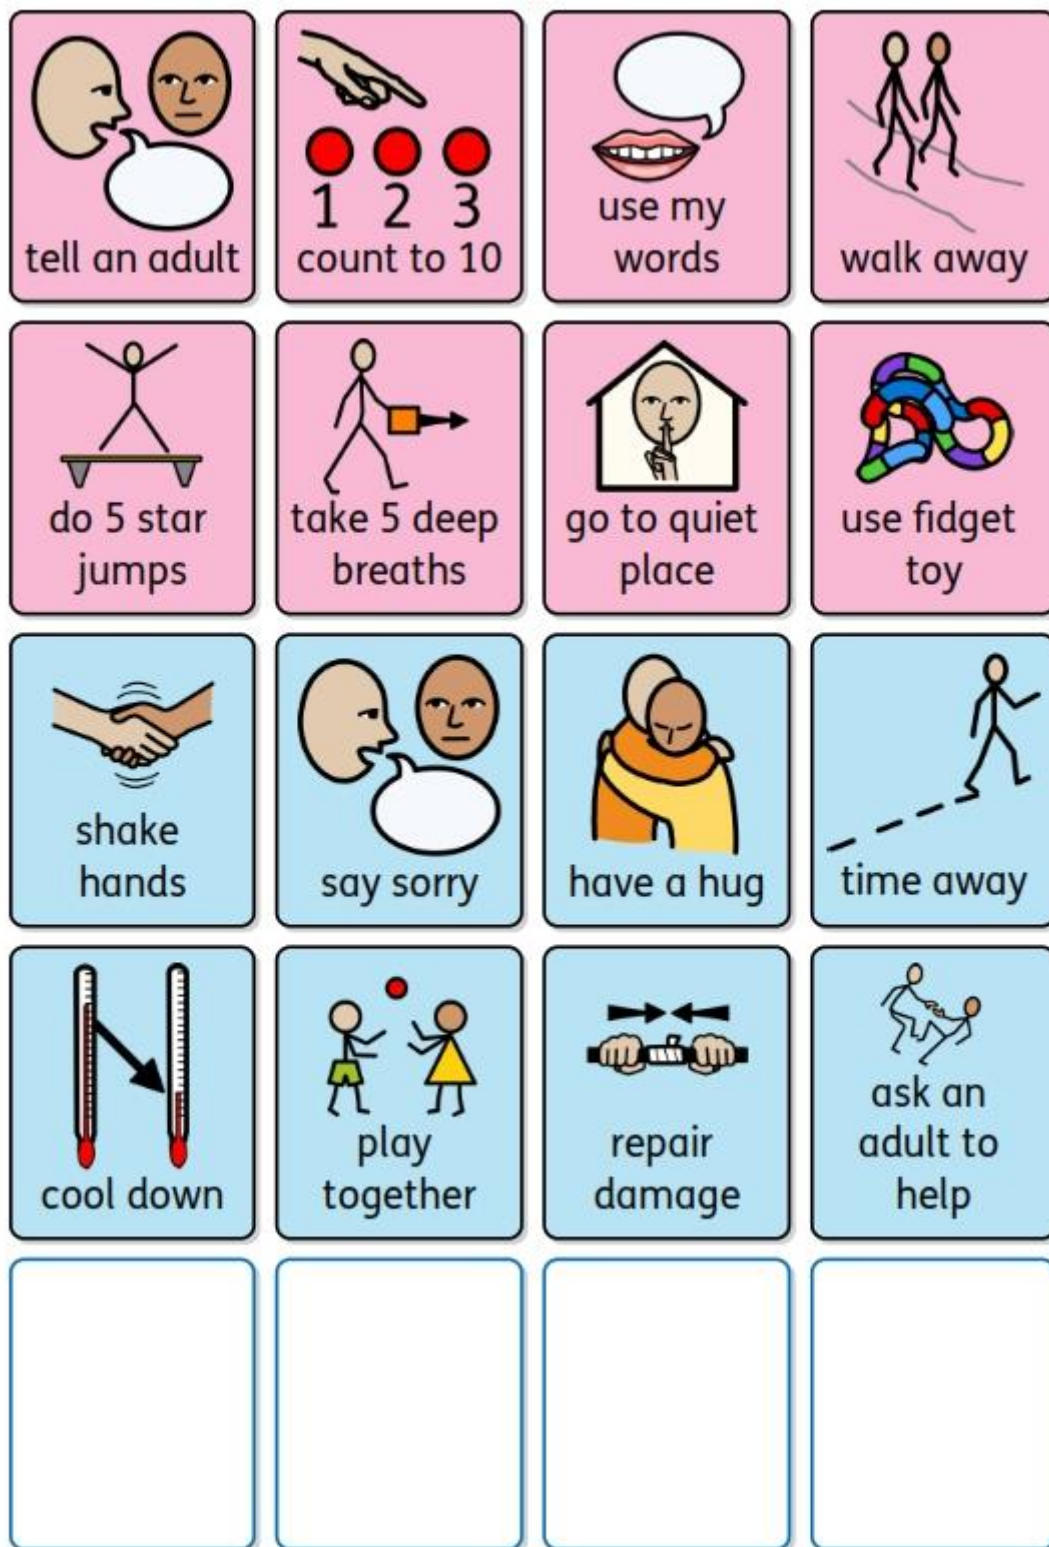 tell an adult
1 2 3
count to 10
use my
words
walk away
do 5 star
jumps
take 5 deep
breaths
go to quiet
place
use fidget
toy
shake
hands
say sorry
have a hug
time away
cool down
play
together
repair
damage
ask an
adult to
help